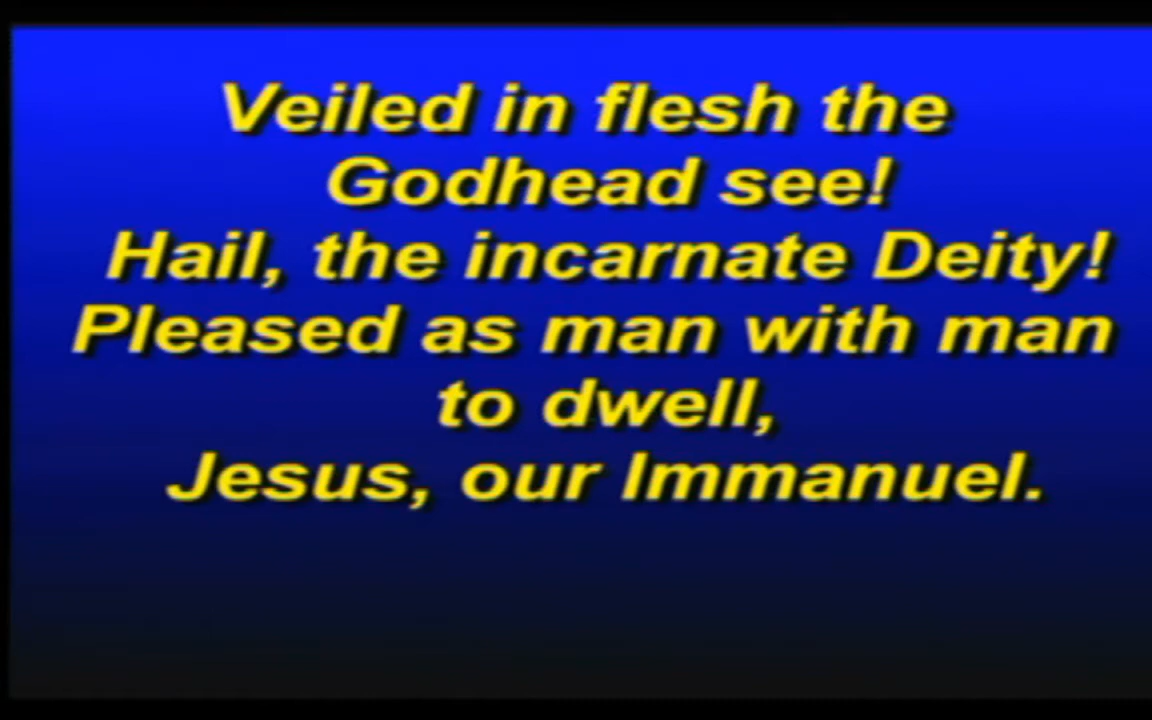 Veiled in flesh the
Godhead see!
Hail, the incarnate Deity!
Pleased as man with man
to dwell,
Jesus, our Immanuel.